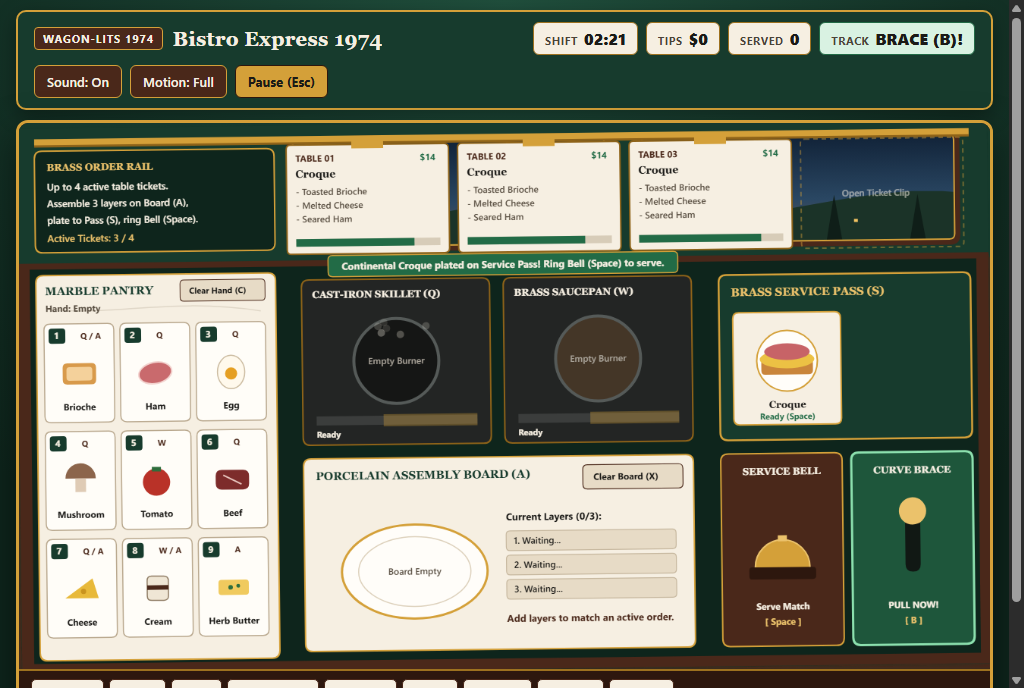 WAGON-LITS 1974
Bistro Express 1974
SHIFT 02:21
TIPS $0
SERVED 0
TRACK BRACE (B)!
Sound: On
Motion: Full
Pause (Esc)
BRASS ORDER RAIL
Up to 4 active table tickets.
Assemble 3 layers on Board (A),
plate to Pass (S), ring Bell (Space).
Active Tickets: 3 / 4
TABLE 01
$14
Croque
- Toasted Brioche
- Melted Cheese
- Seared Ham
TABLE 02
$14
Croque
- Toasted Brioche
- Melted Cheese
- Seared Ham
TABLE 03
$14
Croque
- Toasted Brioche
- Melted Cheese
- Seared Ham
Open Ticket Clip
Continental Croque plated on Service Pass! Ring Bell (Space) to serve.
MARBLE PANTRY
Clear Hand (C)
Hand: Empty
1
Q / A
Brioche
2
Q
Ham
3
Q
Egg
4
Q
Mushroom
5
W
Tomato
6
Q
Beef
7
Q / A
Cheese
8
W / A
Cream
9
A
Herb Butter
CAST-IRON SKILLET (Q)
Empty Burner
Ready
BRASS SAUCEPAN (W)
Empty Burner
Ready
BRASS SERVICE PASS (S)
Croque
Ready (Space)
PORCELAIN ASSEMBLY BOARD (A)
Clear Board (X)
Board Empty
Current Layers (0/3):
1. Waiting...
2. Waiting...
3. Waiting...
Add layers to match an active order.
SERVICE BELL
Serve Match
[ Space ]
CURVE BRACE
PULL NOW!
[ B ]